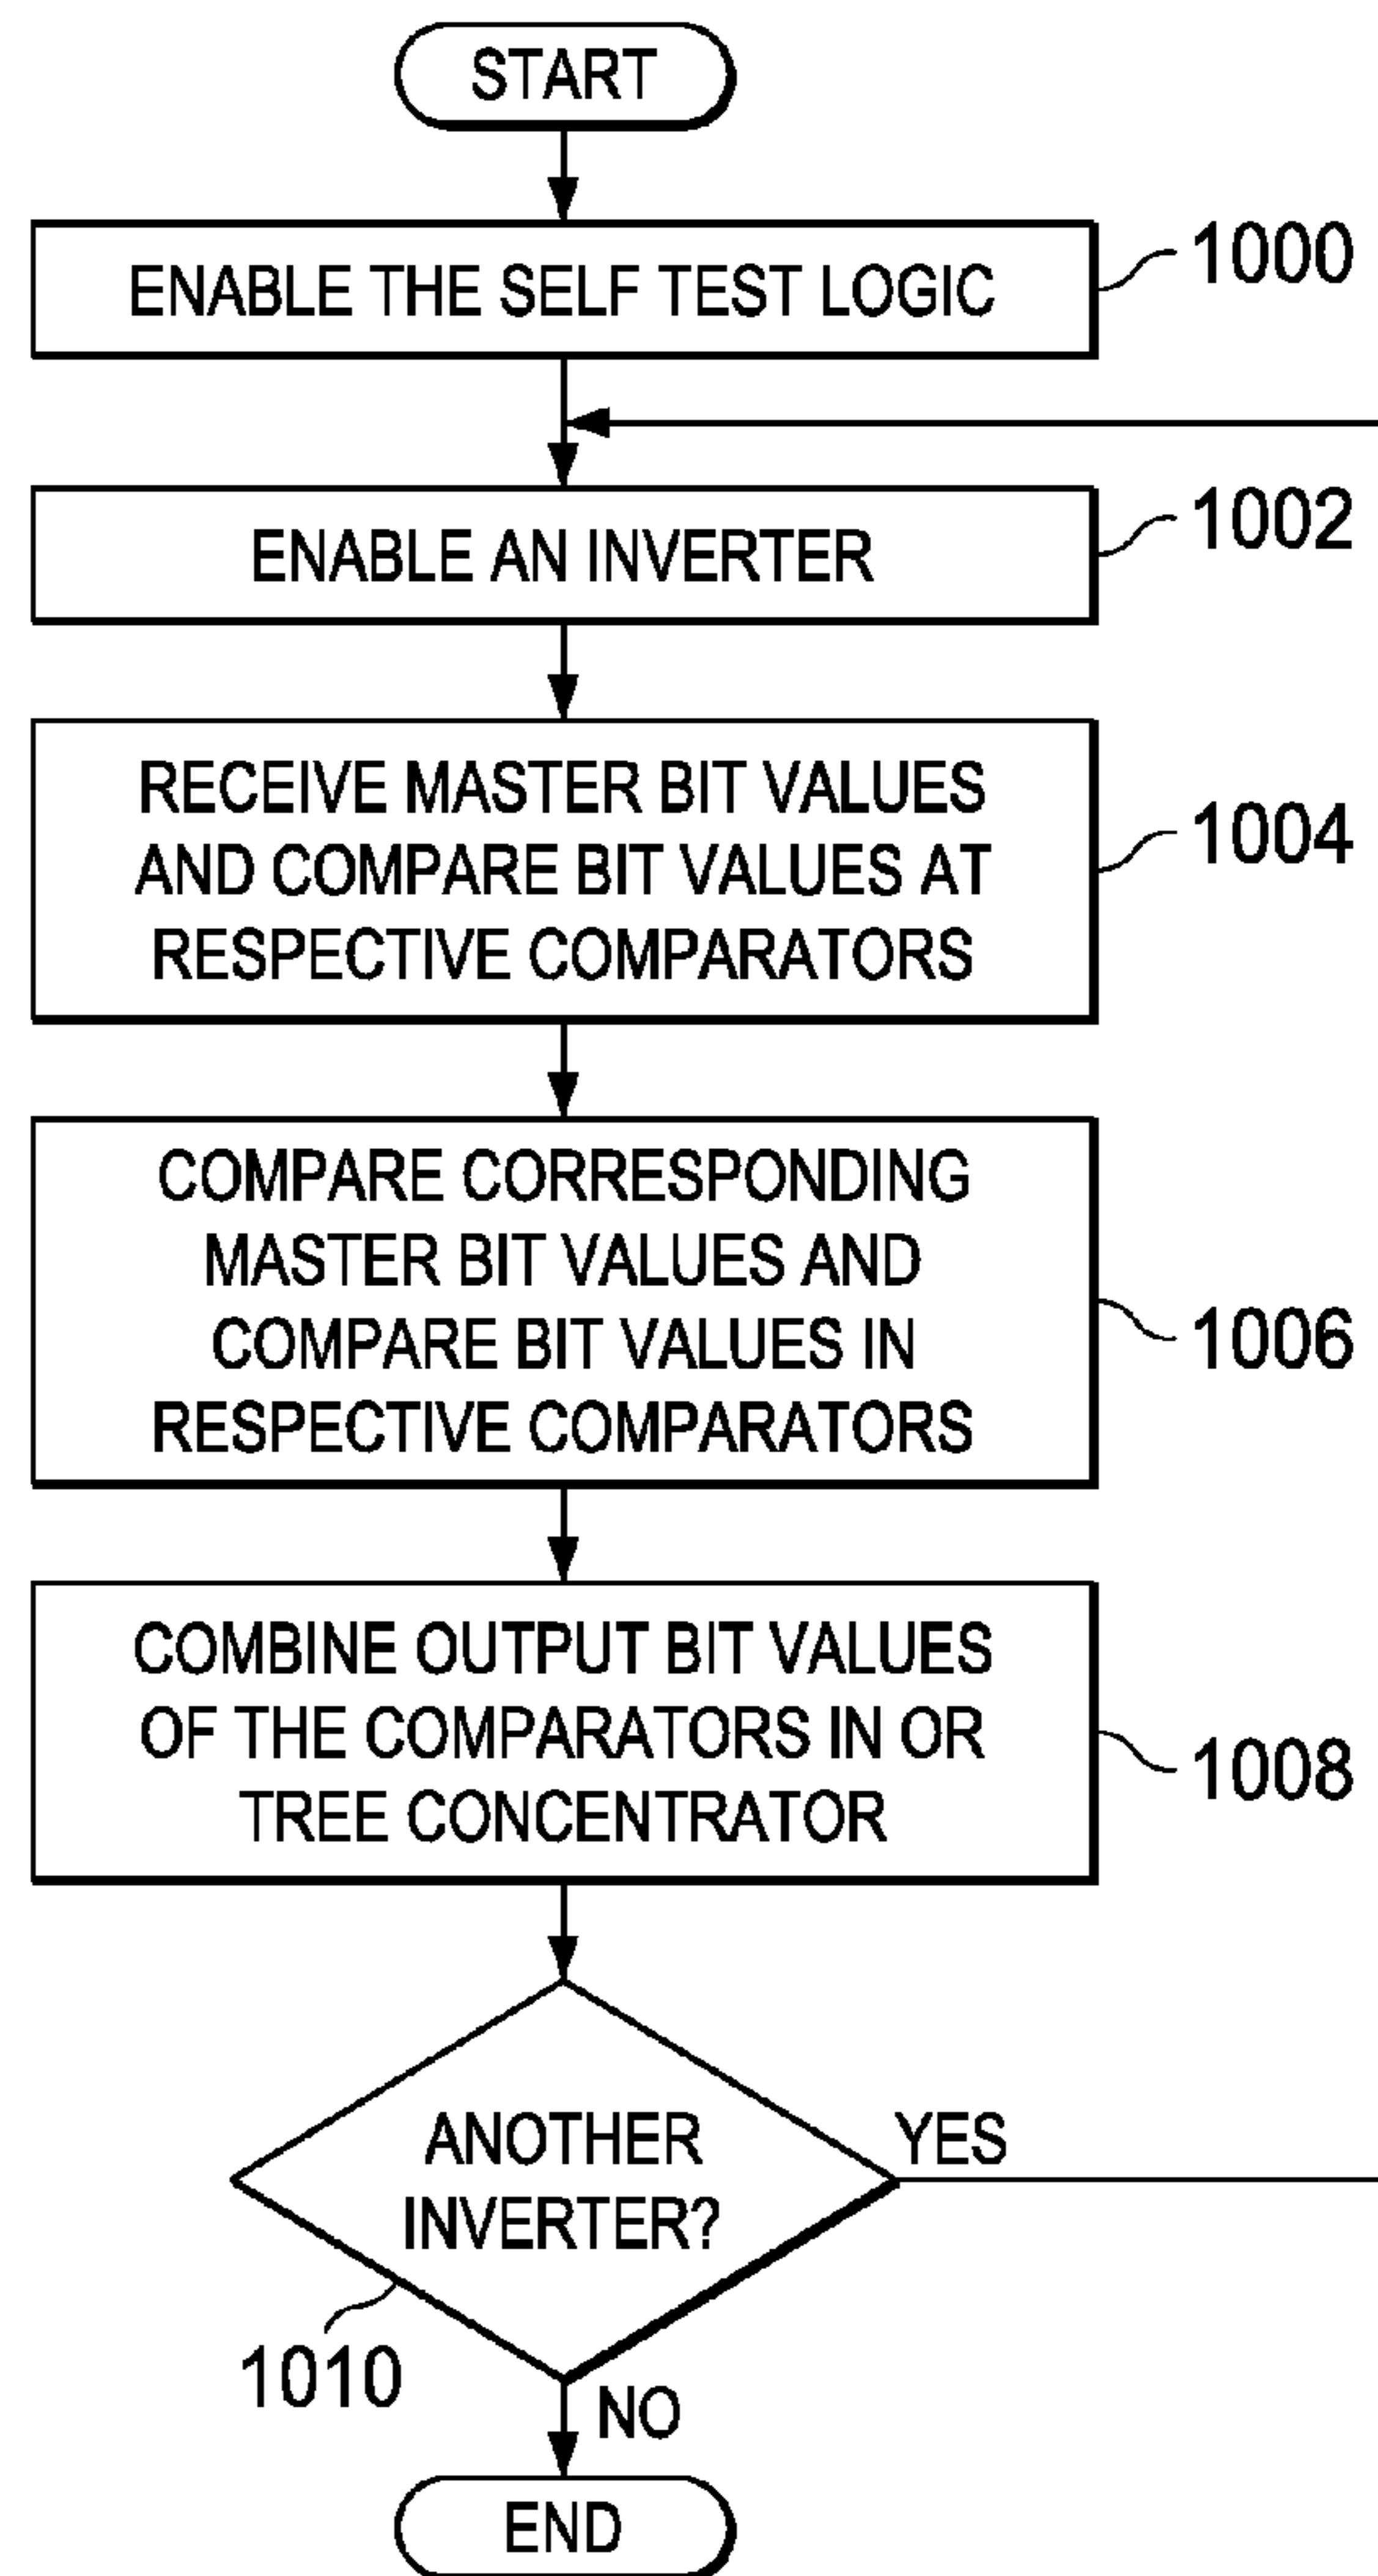 START
ENABLE THE SELF TEST LOGIC
1000
ENABLE AN INVERTER
1002
RECEIVE MASTER BIT VALUES
AND COMPARE BIT VALUES AT
RESPECTIVE COMPARATORS
1004
COMPARE CORRESPONDING
MASTER BIT VALUES AND
COMPARE BIT VALUES IN
RESPECTIVE COMPARATORS
1006
COMBINE OUTPUT BIT VALUES
OF THE COMPARATORS IN OR
TREE CONCENTRATOR
1008
ANOTHER
INVERTER?
YES
1010
NO
END